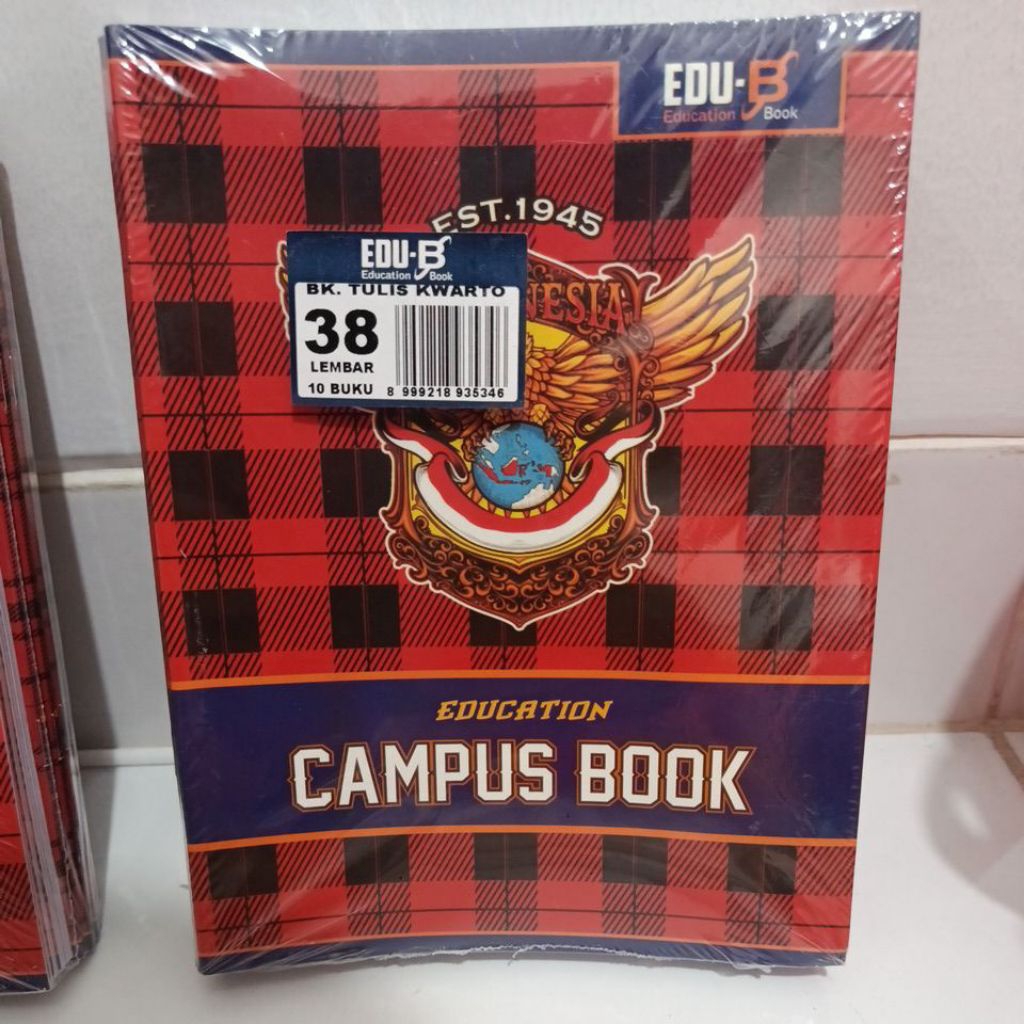 EDU-B
Education Book
EST.1945
NESIA
EDU-B
Education Book
BK. TULIS KWARTO
38
LEMBAR
10 BUKU
8 999218 935346
EDUCATION
CAMPUS BOOK